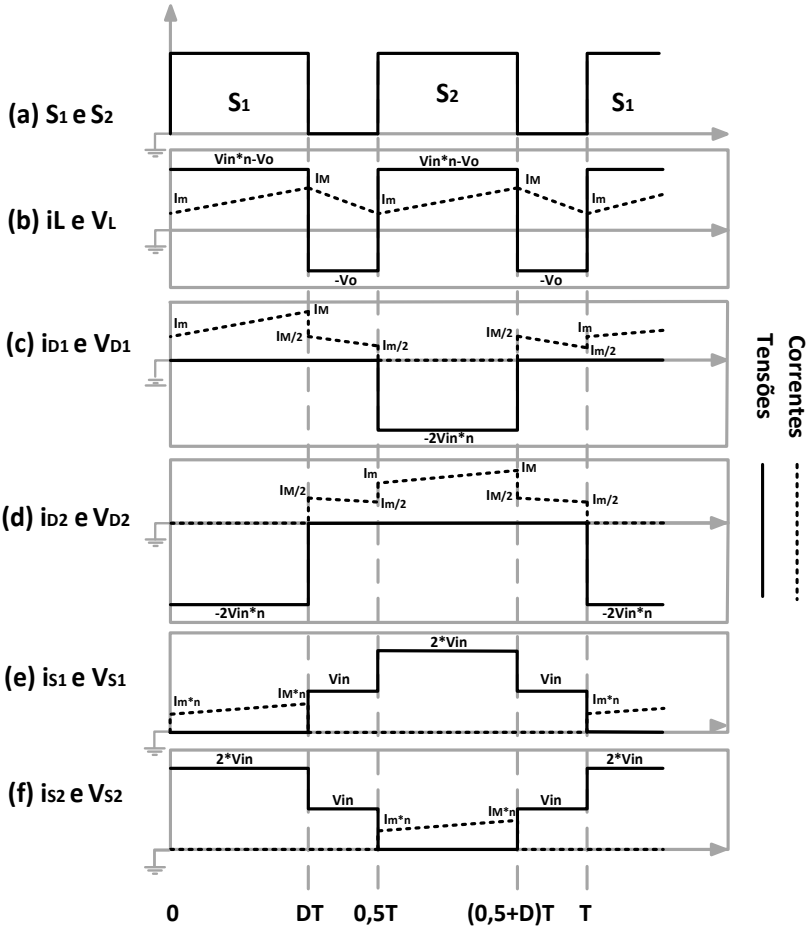 (a) S1 e S2
S1
S2
S1
(b) iL e VL
Vin*n-Vo
Vin*n-Vo
Im
IM
Im
IM
Im
-Vo
-Vo
(c) iD1 e VD1
Im
IM
IM/2
Im/2
IM/2
Im
Im/2
-2Vin*n
(d) iD2 e VD2
IM/2
Im
Im/2
IM
IM/2
Im/2
-2Vin*n
-2Vin*n
(e) iS1 e VS1
Im*n
IM*n
Vin
2*Vin
Vin
Im*n
(f) iS2 e VS2
2*Vin
Vin
Im*n
IM*n
Vin
2*Vin
0
DT
0,5T
(0,5+D)T
T
Correntes
Tensões